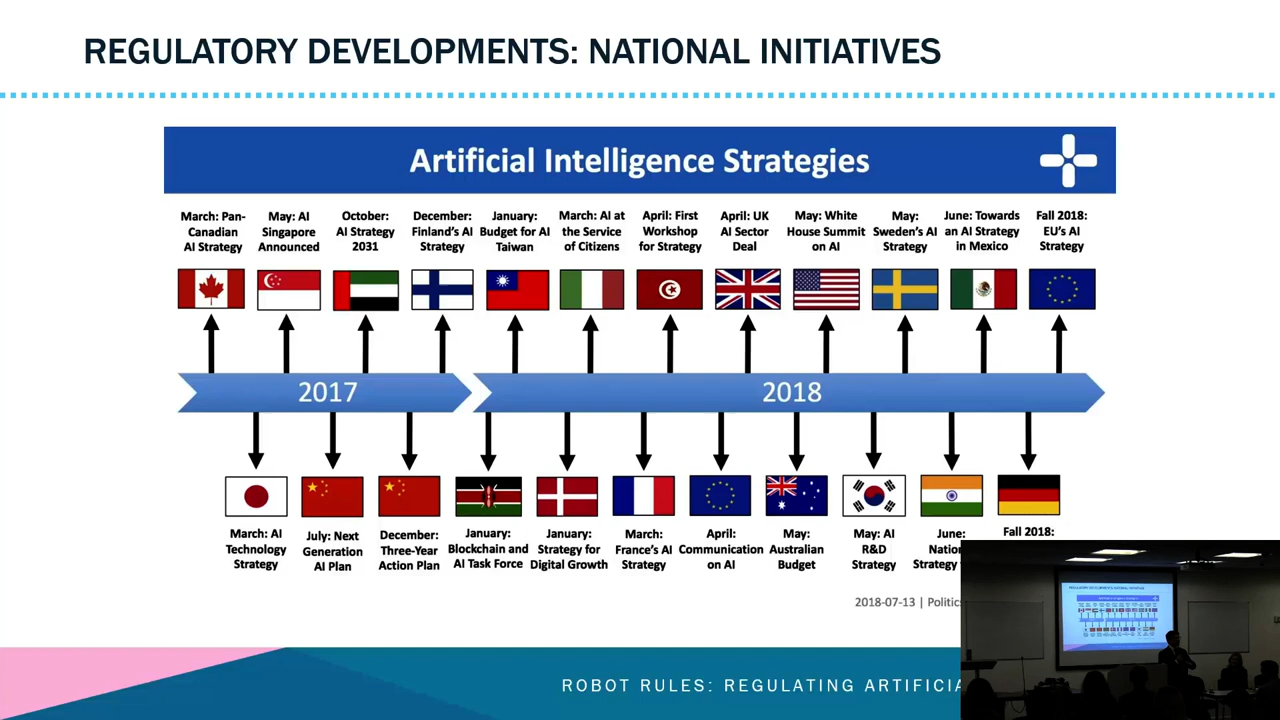 REGULATORY DEVELOPMENTS: NATIONAL INITIATIVES
Artificial Intelligence Strategies
March: Pan-
Canadian
AI Strategy
May: AI
Singapore
Announced
October:
AI Strategy
2031
December:
Finland's AI
Strategy
January:
Budget for AI
Taiwan
March: AI at
the Service
of Citizens
April: First
Workshop
for Strategy
April: UK
AI Sector
Deal
May: White
House Summit
on AI
May:
Sweden's AI
Strategy
June: Towards
an AI Strategy
in Mexico
Fall 2018:
EU's AI
Strategy
2017
2018
March: AI
Technology
Strategy
July: Next
Generation
AI Plan
December:
Three-Year
Action Plan
January:
Blockchain and
AI Task Force
January:
Strategy for
Digital Growth
March:
France's AI
Strategy
April:
Communication
on AI
May:
Australian
Budget
May: AI
R&D
Strategy
June:
Strategy
Fall 2018:
2018-07-13 | Politics
ROBOT RULES: REGULATING